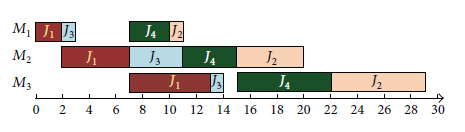 M₁ J₁ J₃ J₄ J₂
M₂ J₁ J₃ J₄ J₂
M₃ J₁ J₃ J₄ J₂
0 2 4 6 8 10 12 14 16 18 20 22 24 26 28 30